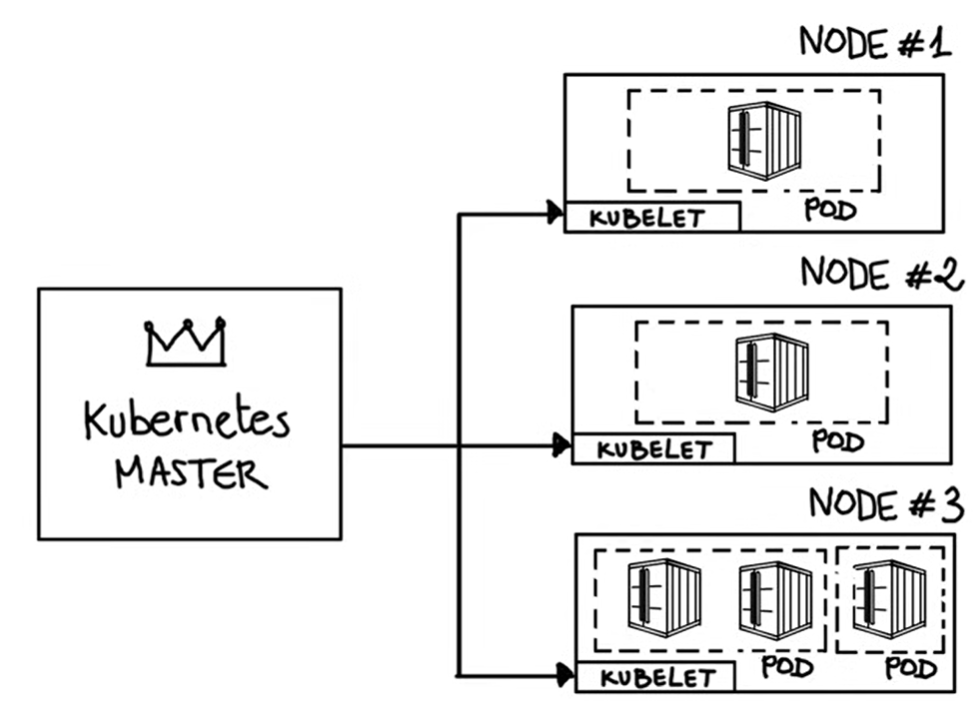 NODE #1
POD
KUBELET
NODE #2
POD
KUBELET
Kubernetes
MASTER
NODE #3
POD
POD
KUBELET